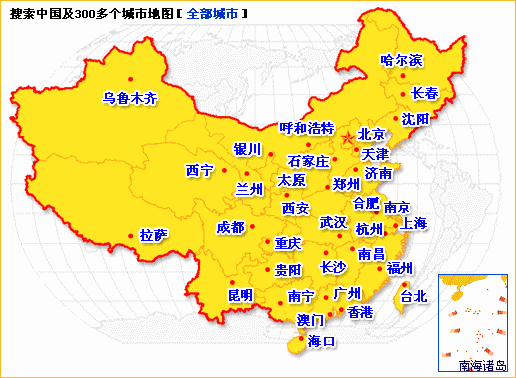 搜索中国及300多个城市地图【 全部城市 】
哈尔滨
乌鲁木齐
长春
沈阳
呼和浩特
北京
银川
天津
石家庄
西宁
济南
兰州
太原
郑州
西安
合肥
南京
拉萨
成都
武汉
杭州
上海
重庆
南昌
长沙
贵阳
福州
昆明
南宁
广州
台北
澳门
香港
海口
南海诸岛